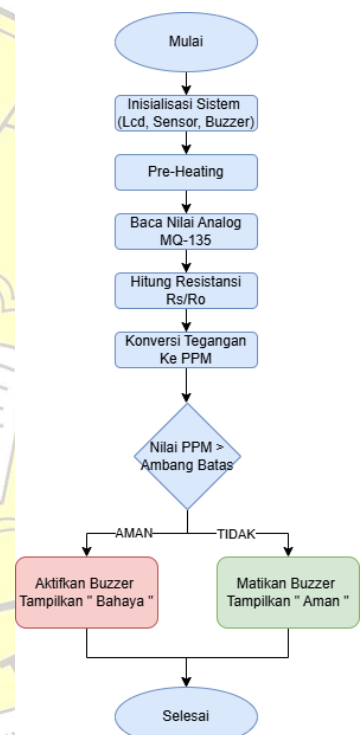 Mulai
Inisialisasi Sistem
(Lcd, Sensor, Buzzer)
Pre-Heating
Baca Nilai Analog
MQ-135
Hitung Resistansi
Rs/Ro
Konversi Tegangan
Ke PPM
Nilai PPM >
Ambang Batas
AMAN
TIDAK
Aktifkan Buzzer
Tampilkan " Bahaya "
Matikan Buzzer
Tampilkan " Aman "
Selesai